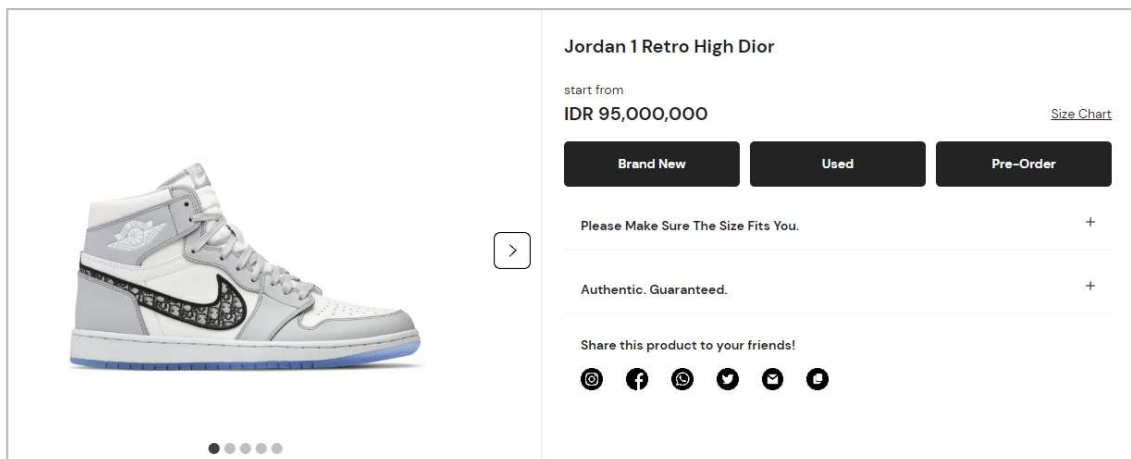 Jordan 1 Retro High Dior
start from
IDR 95,000,000
Size Chart
Brand New
Used
Pre-Order
Please Make Sure The Size Fits You.
Authentic. Guaranteed.
Share this product to your friends!